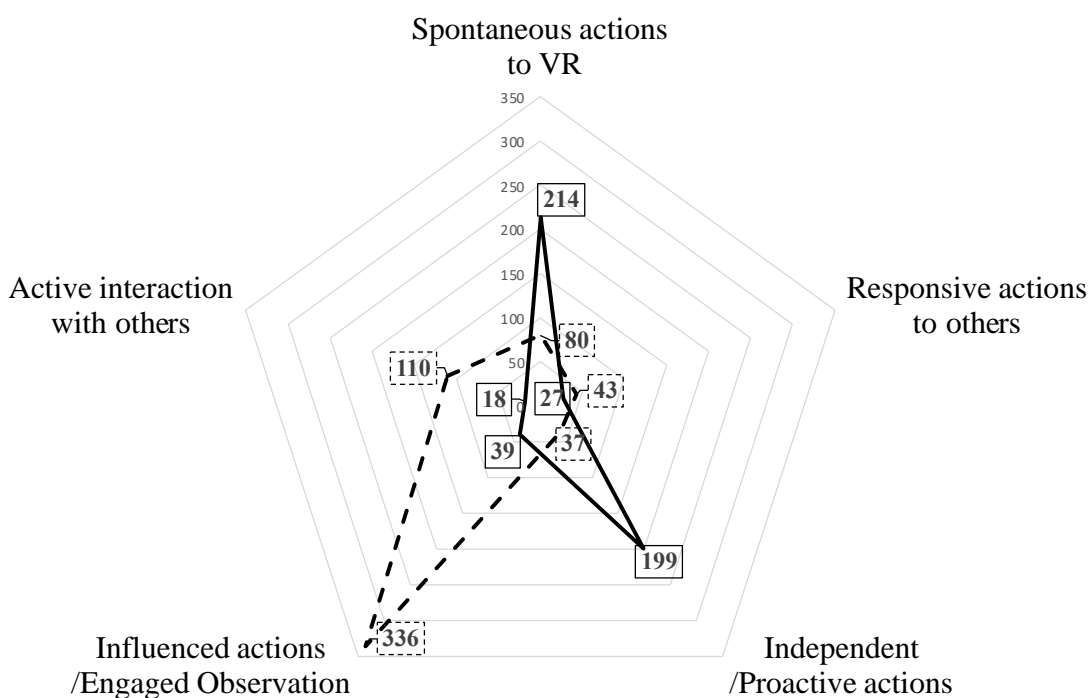 Spontaneous actions
to VR
350
300
250
214
200
150
Active interaction
with others
Responsive actions
to others
100
80
110
50
43
18
27
0
37
39
199
336
Influenced actions
/Engaged Observation
Independent
/Proactive actions